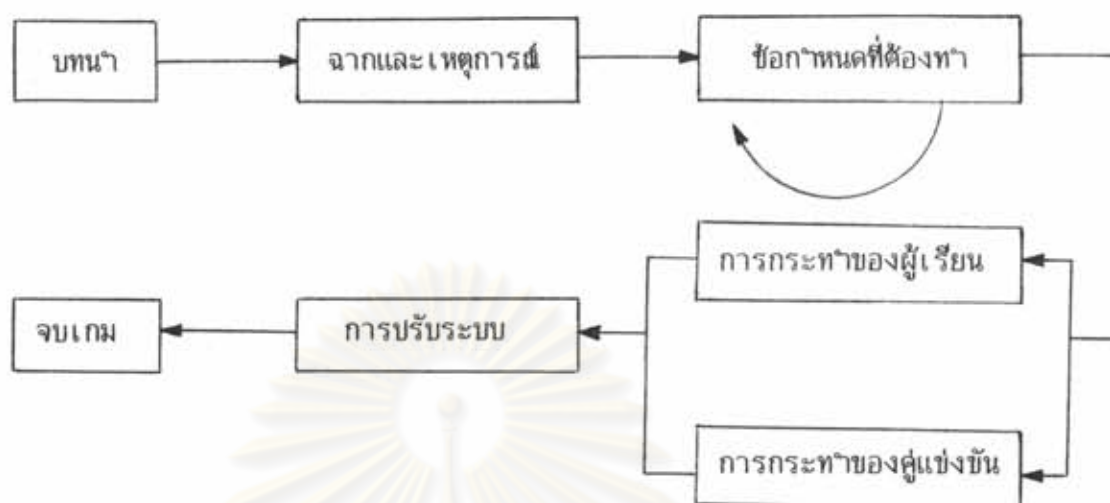 บทนำ
ฉากและเหตุการณ์
ข้อกำหนดที่ต้องทำ
การกระทำของผู้เรียน
จบเกม
การปรับระบบ
การกระทำของคู่แข่งขัน